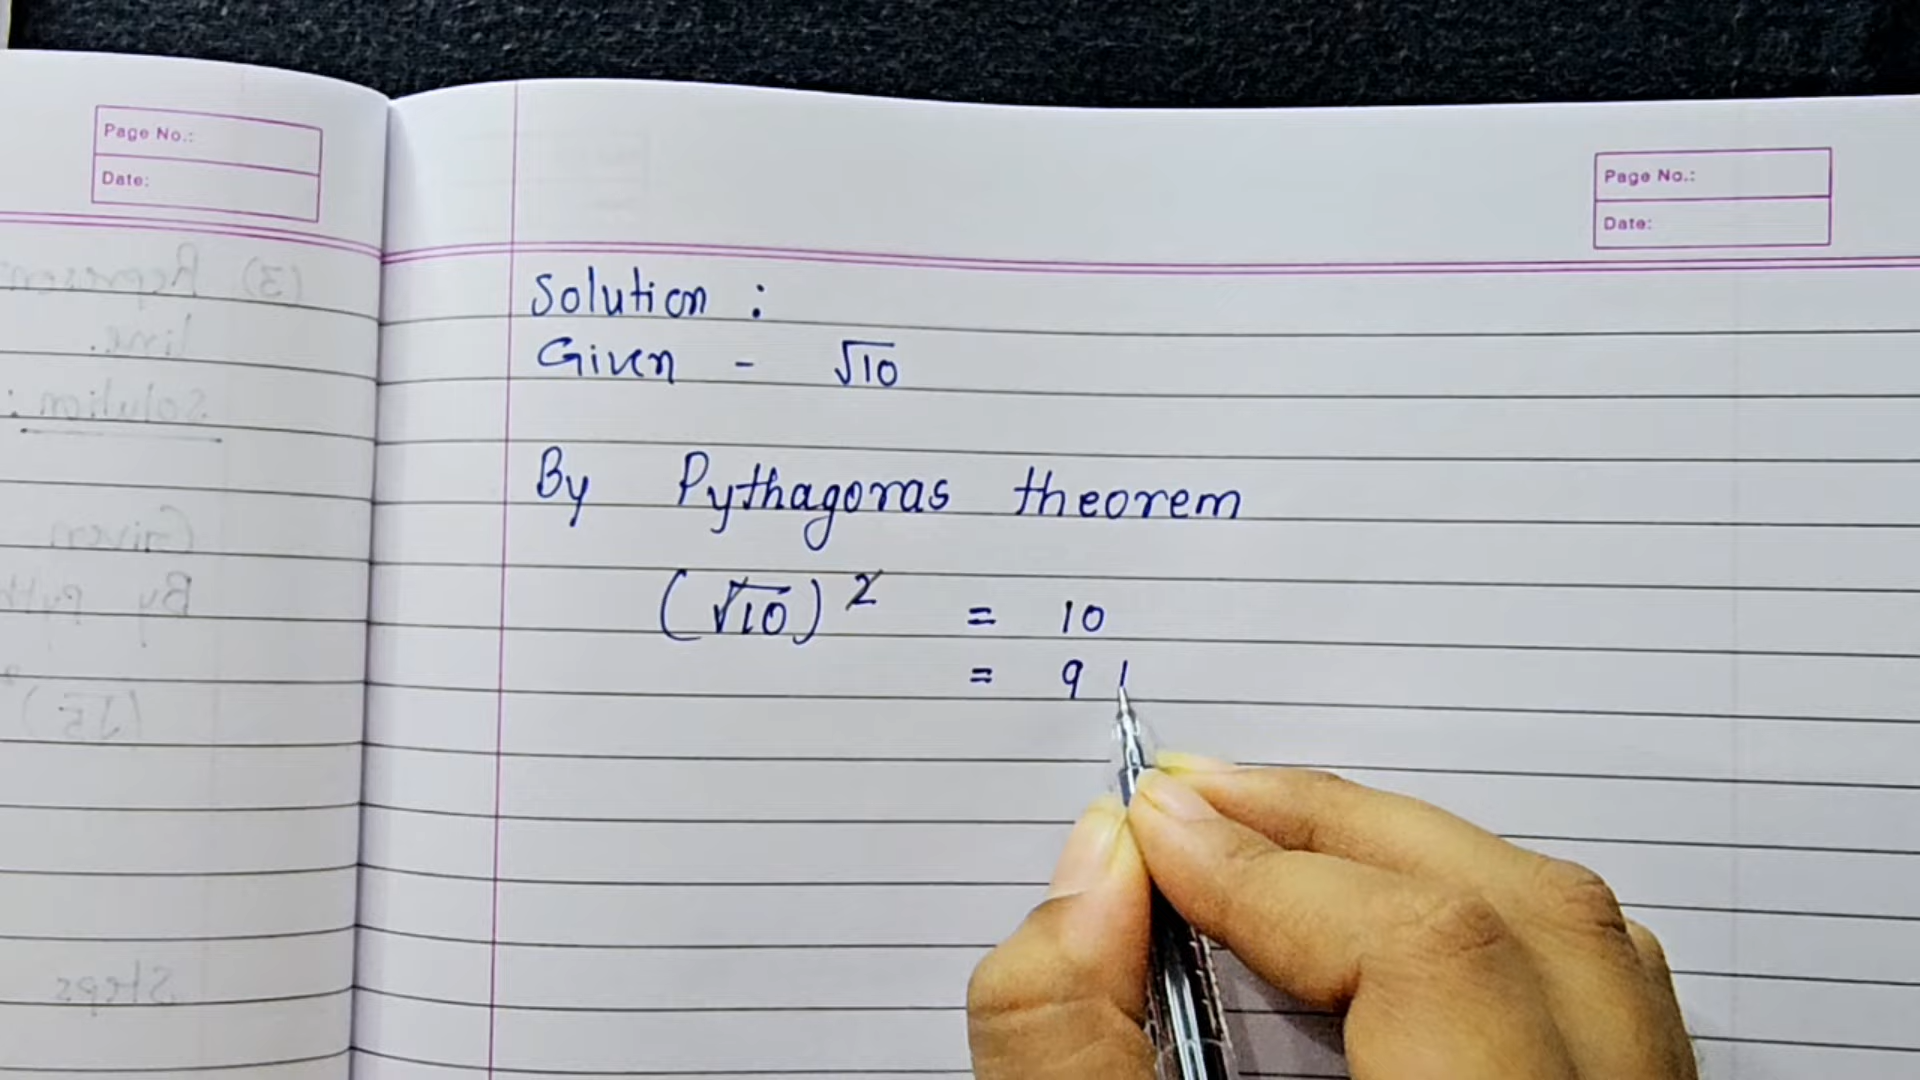 Page No.:
Date:
Page No.:
Date:
Solution :
Given - √10
By Pythagoras theorem
(√10)² = 10
= 9 1